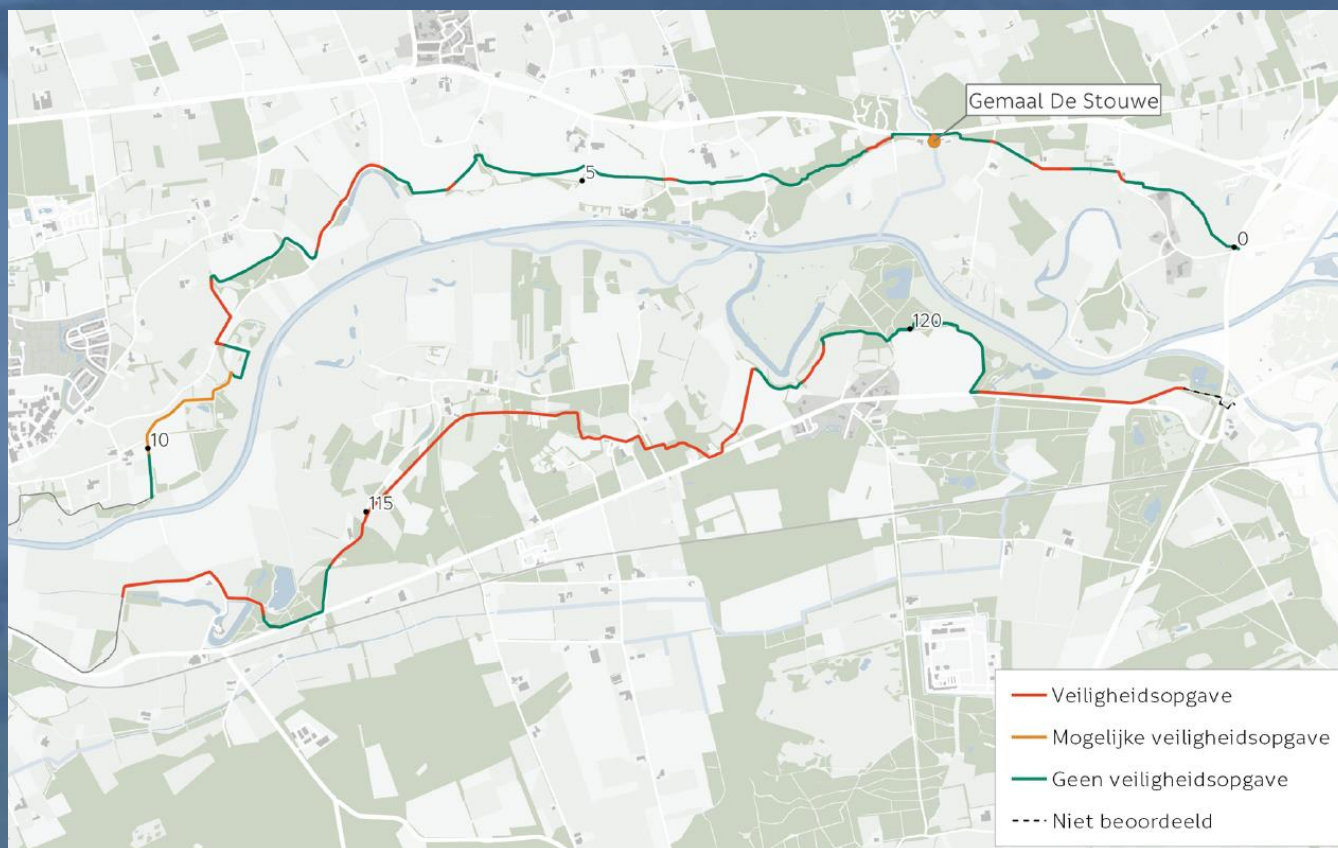 Gemaal De Stouwe
5
0
120
10
115
Veiligheidsopgave
Mogelijke veiligheidsopgave
Geen veiligheidsopgave
Niet beoordeeld